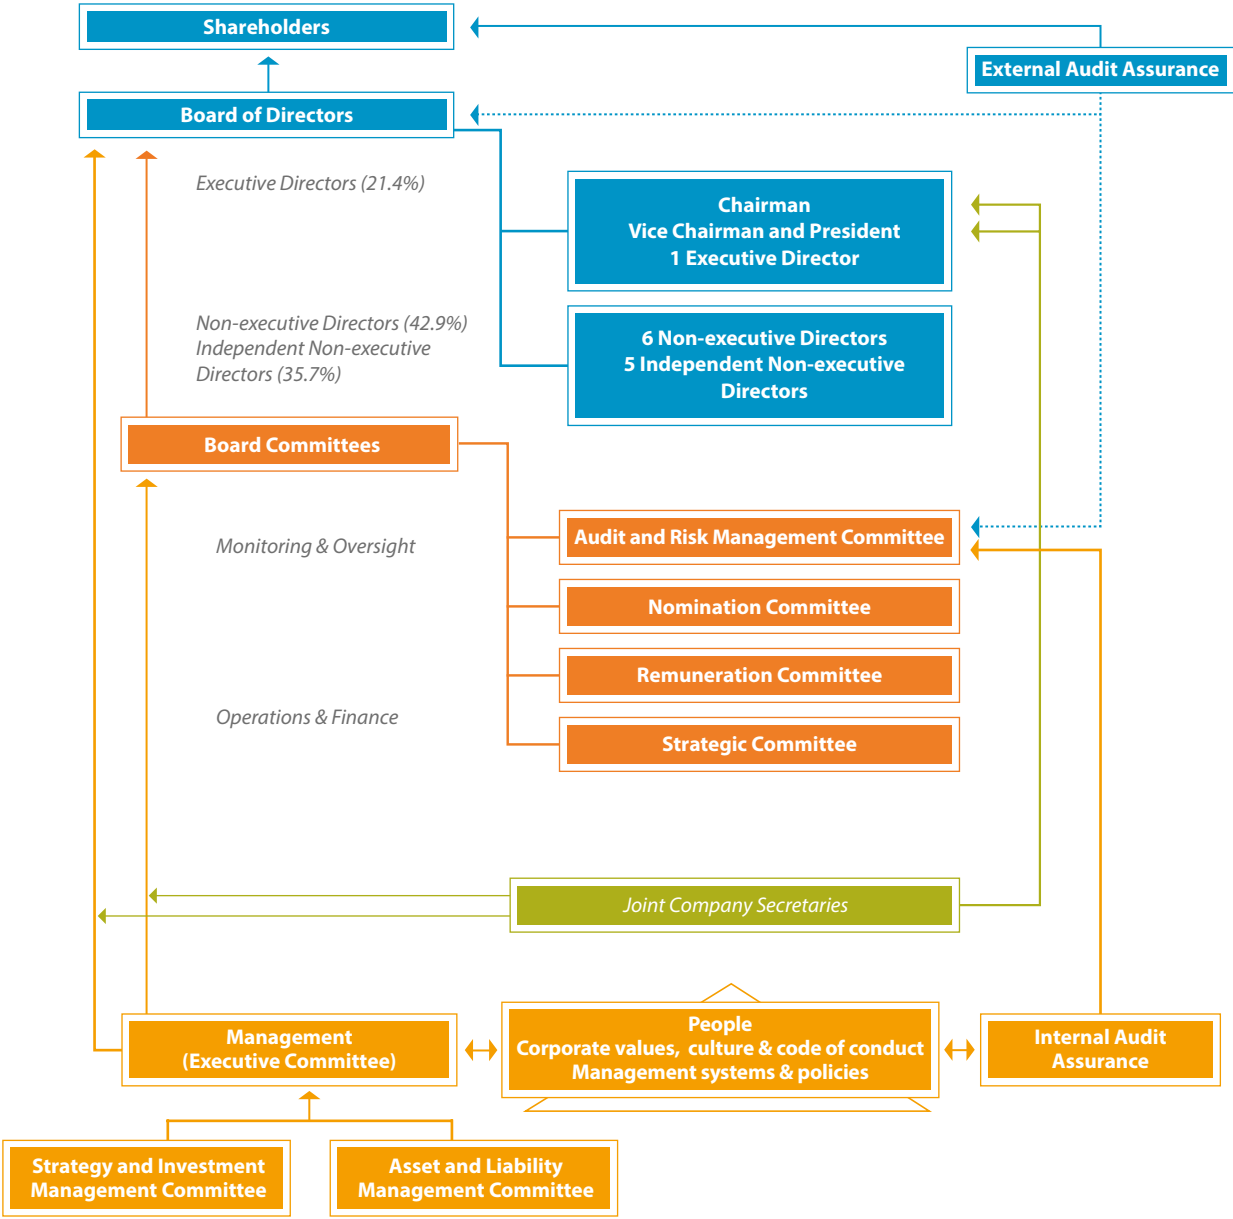 Shareholders
External Audit Assurance
Board of Directors
Executive Directors (21.4%)
Chairman
Vice Chairman and President
1 Executive Director
Non-executive Directors (42.9%)
Independent Non-executive
Directors (35.7%)
6 Non-executive Directors
5 Independent Non-executive
Directors
Board Committees
Monitoring & Oversight
Audit and Risk Management Committee
Nomination Committee
Remuneration Committee
Operations & Finance
Strategic Committee
Joint Company Secretaries
Management
(Executive Committee)
People
Corporate values, culture & code of conduct
Management systems & policies
Internal Audit
Assurance
Strategy and Investment
Management Committee
Asset and Liability
Management Committee